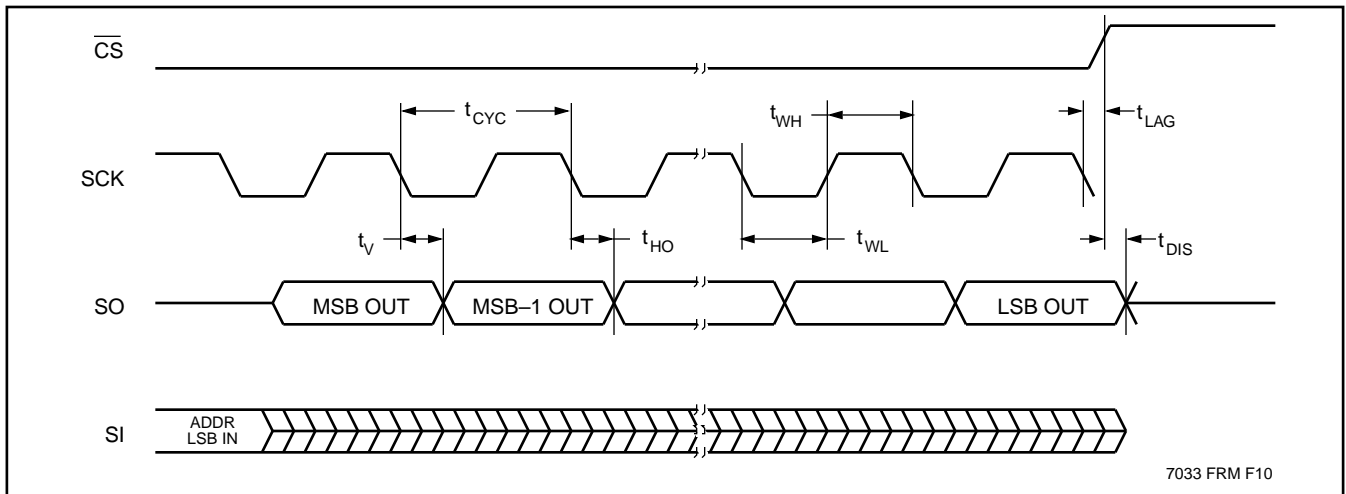 CS
tCYC
tWH
tLAG
SCK
tV
tHO
tWL
tDIS
SO
MSB OUT
MSB–1 OUT
LSB OUT
SI
ADDR
LSB IN
7033 FRM F10